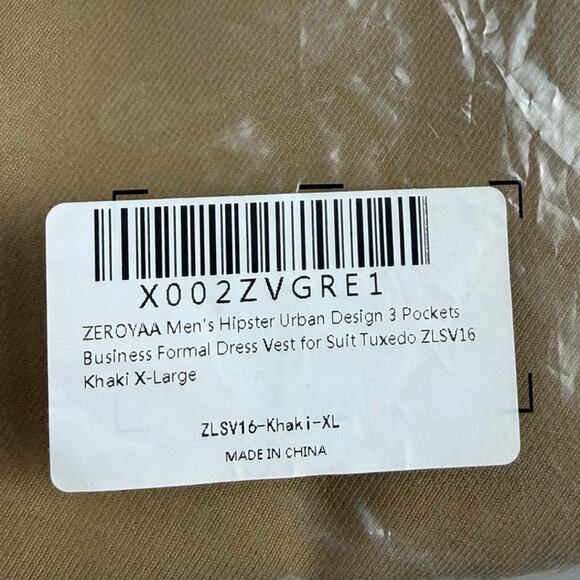 X002ZVGRE1
ZEROYAA Men's Hipster Urban Design 3 Pockets
Business Formal Dress Vest for Suit Tuxedo ZLSV16
Khaki X-Large
ZLSV16-Khaki-XL
MADE IN CHINA